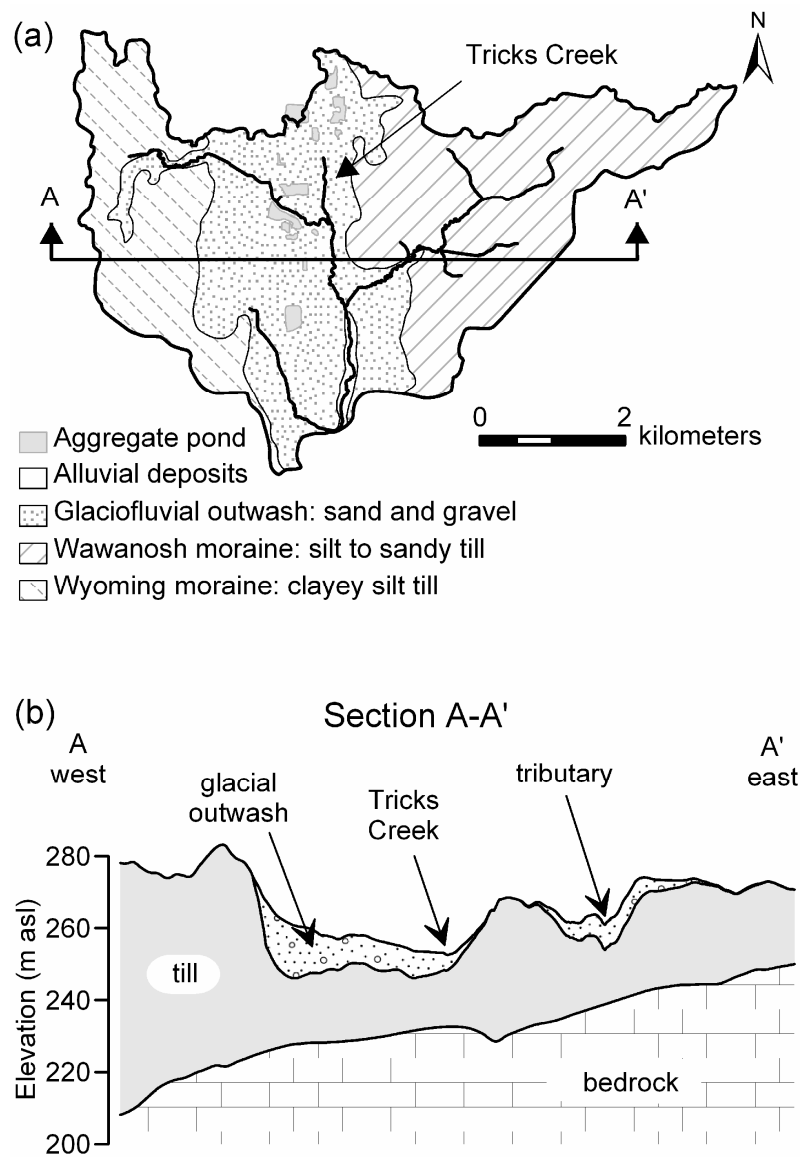 (a)
N
Tricks Creek
A
A'
0
2
kilometers
Aggregate pond
Alluvial deposits
Glaciofluvial outwash: sand and gravel
Wawanosh moraine: silt to sandy till
Wyoming moraine: clayey silt till
(b)
Section A-A'
A
west
A'
east
glacial
outwash
Tricks
Creek
tributary
280
260
240
220
200
Elevation (m asl)
till
bedrock